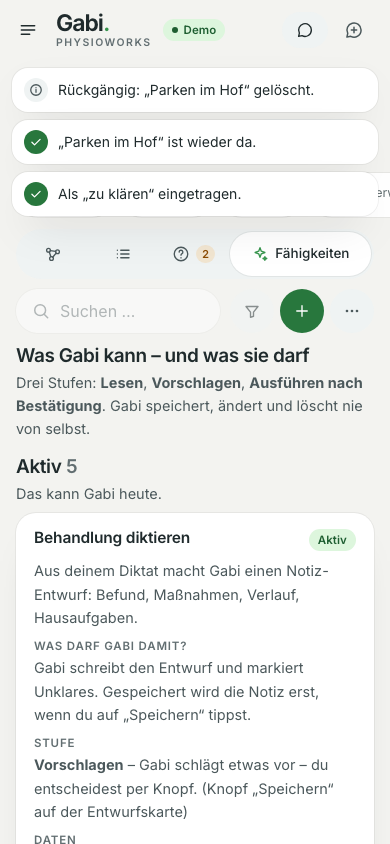 Gabi.
PHYSIOWORKS
Demo
Rückgängig: „Parken im Hof“ gelöscht.
„Parken im Hof“ ist wieder da.
Als „zu klären“ eingetragen.
2
Fähigkeiten
Suchen ...
Was Gabi kann – und was sie darf
Drei Stufen: Lesen, Vorschlagen, Ausführen nach
Bestätigung. Gabi speichert, ändert und löscht nie
von selbst.
Aktiv 5
Das kann Gabi heute.
Behandlung diktieren
Aktiv
Aus deinem Diktat macht Gabi einen Notiz-
Entwurf: Befund, Maßnahmen, Verlauf,
Hausaufgaben.
WAS DARF GABI DAMIT?
Gabi schreibt den Entwurf und markiert
Unklares. Gespeichert wird die Notiz erst,
wenn du auf „Speichern“ tippst.
STUFE
Vorschlagen – Gabi schlägt etwas vor – du
entscheidest per Knopf. (Knopf „Speichern“
auf der Entwurfskarte)
DATEN